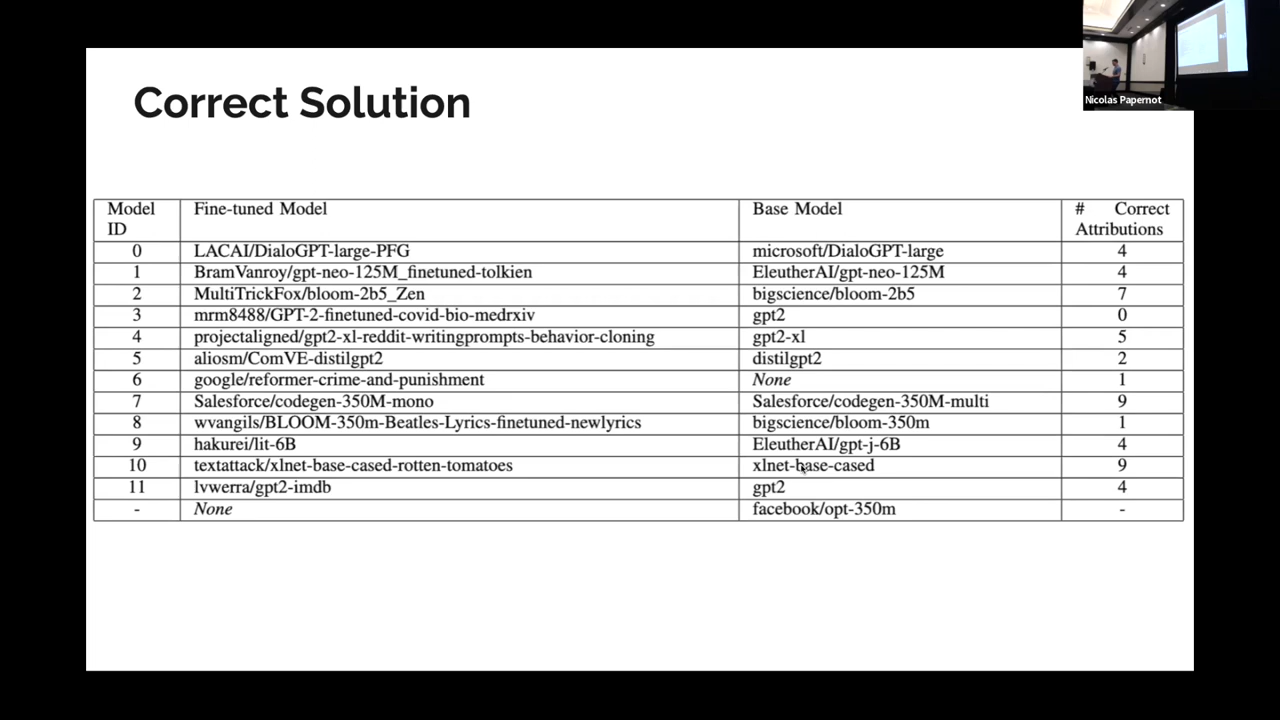 Nicolas Papernot
Correct Solution
Model ID Fine-tuned Model Base Model # Correct Attributions
0 LACAI/DialoGPT-large-PFG microsoft/DialoGPT-large 4
1 BramVanroy/gpt-neo-125M_finetuned-tolkien EleutherAI/gpt-neo-125M 4
2 MultiTrickFox/bloom-2b5_Zen bigscience/bloom-2b5 7
3 mrm8488/GPT-2-finetuned-covid-bio-medrxiv gpt2 0
4 projectaligned/gpt2-xl-reddit-writingprompts-behavior-cloning gpt2-xl 5
5 aliosm/ComVE-distilgpt2 distilgpt2 2
6 google/reformer-crime-and-punishment None 1
7 Salesforce/codegen-350M-mono Salesforce/codegen-350M-multi 9
8 wvangils/BLOOM-350m-Beatles-Lyrics-finetuned-newlyrics bigscience/bloom-350m 1
9 hakurei/lit-6B EleutherAI/gpt-j-6B 4
10 textattack/xlnet-base-cased-rotten-tomatoes xlnet-base-cased 9
11 lvwerra/gpt2-imdb gpt2 4
- None facebook/opt-350m -